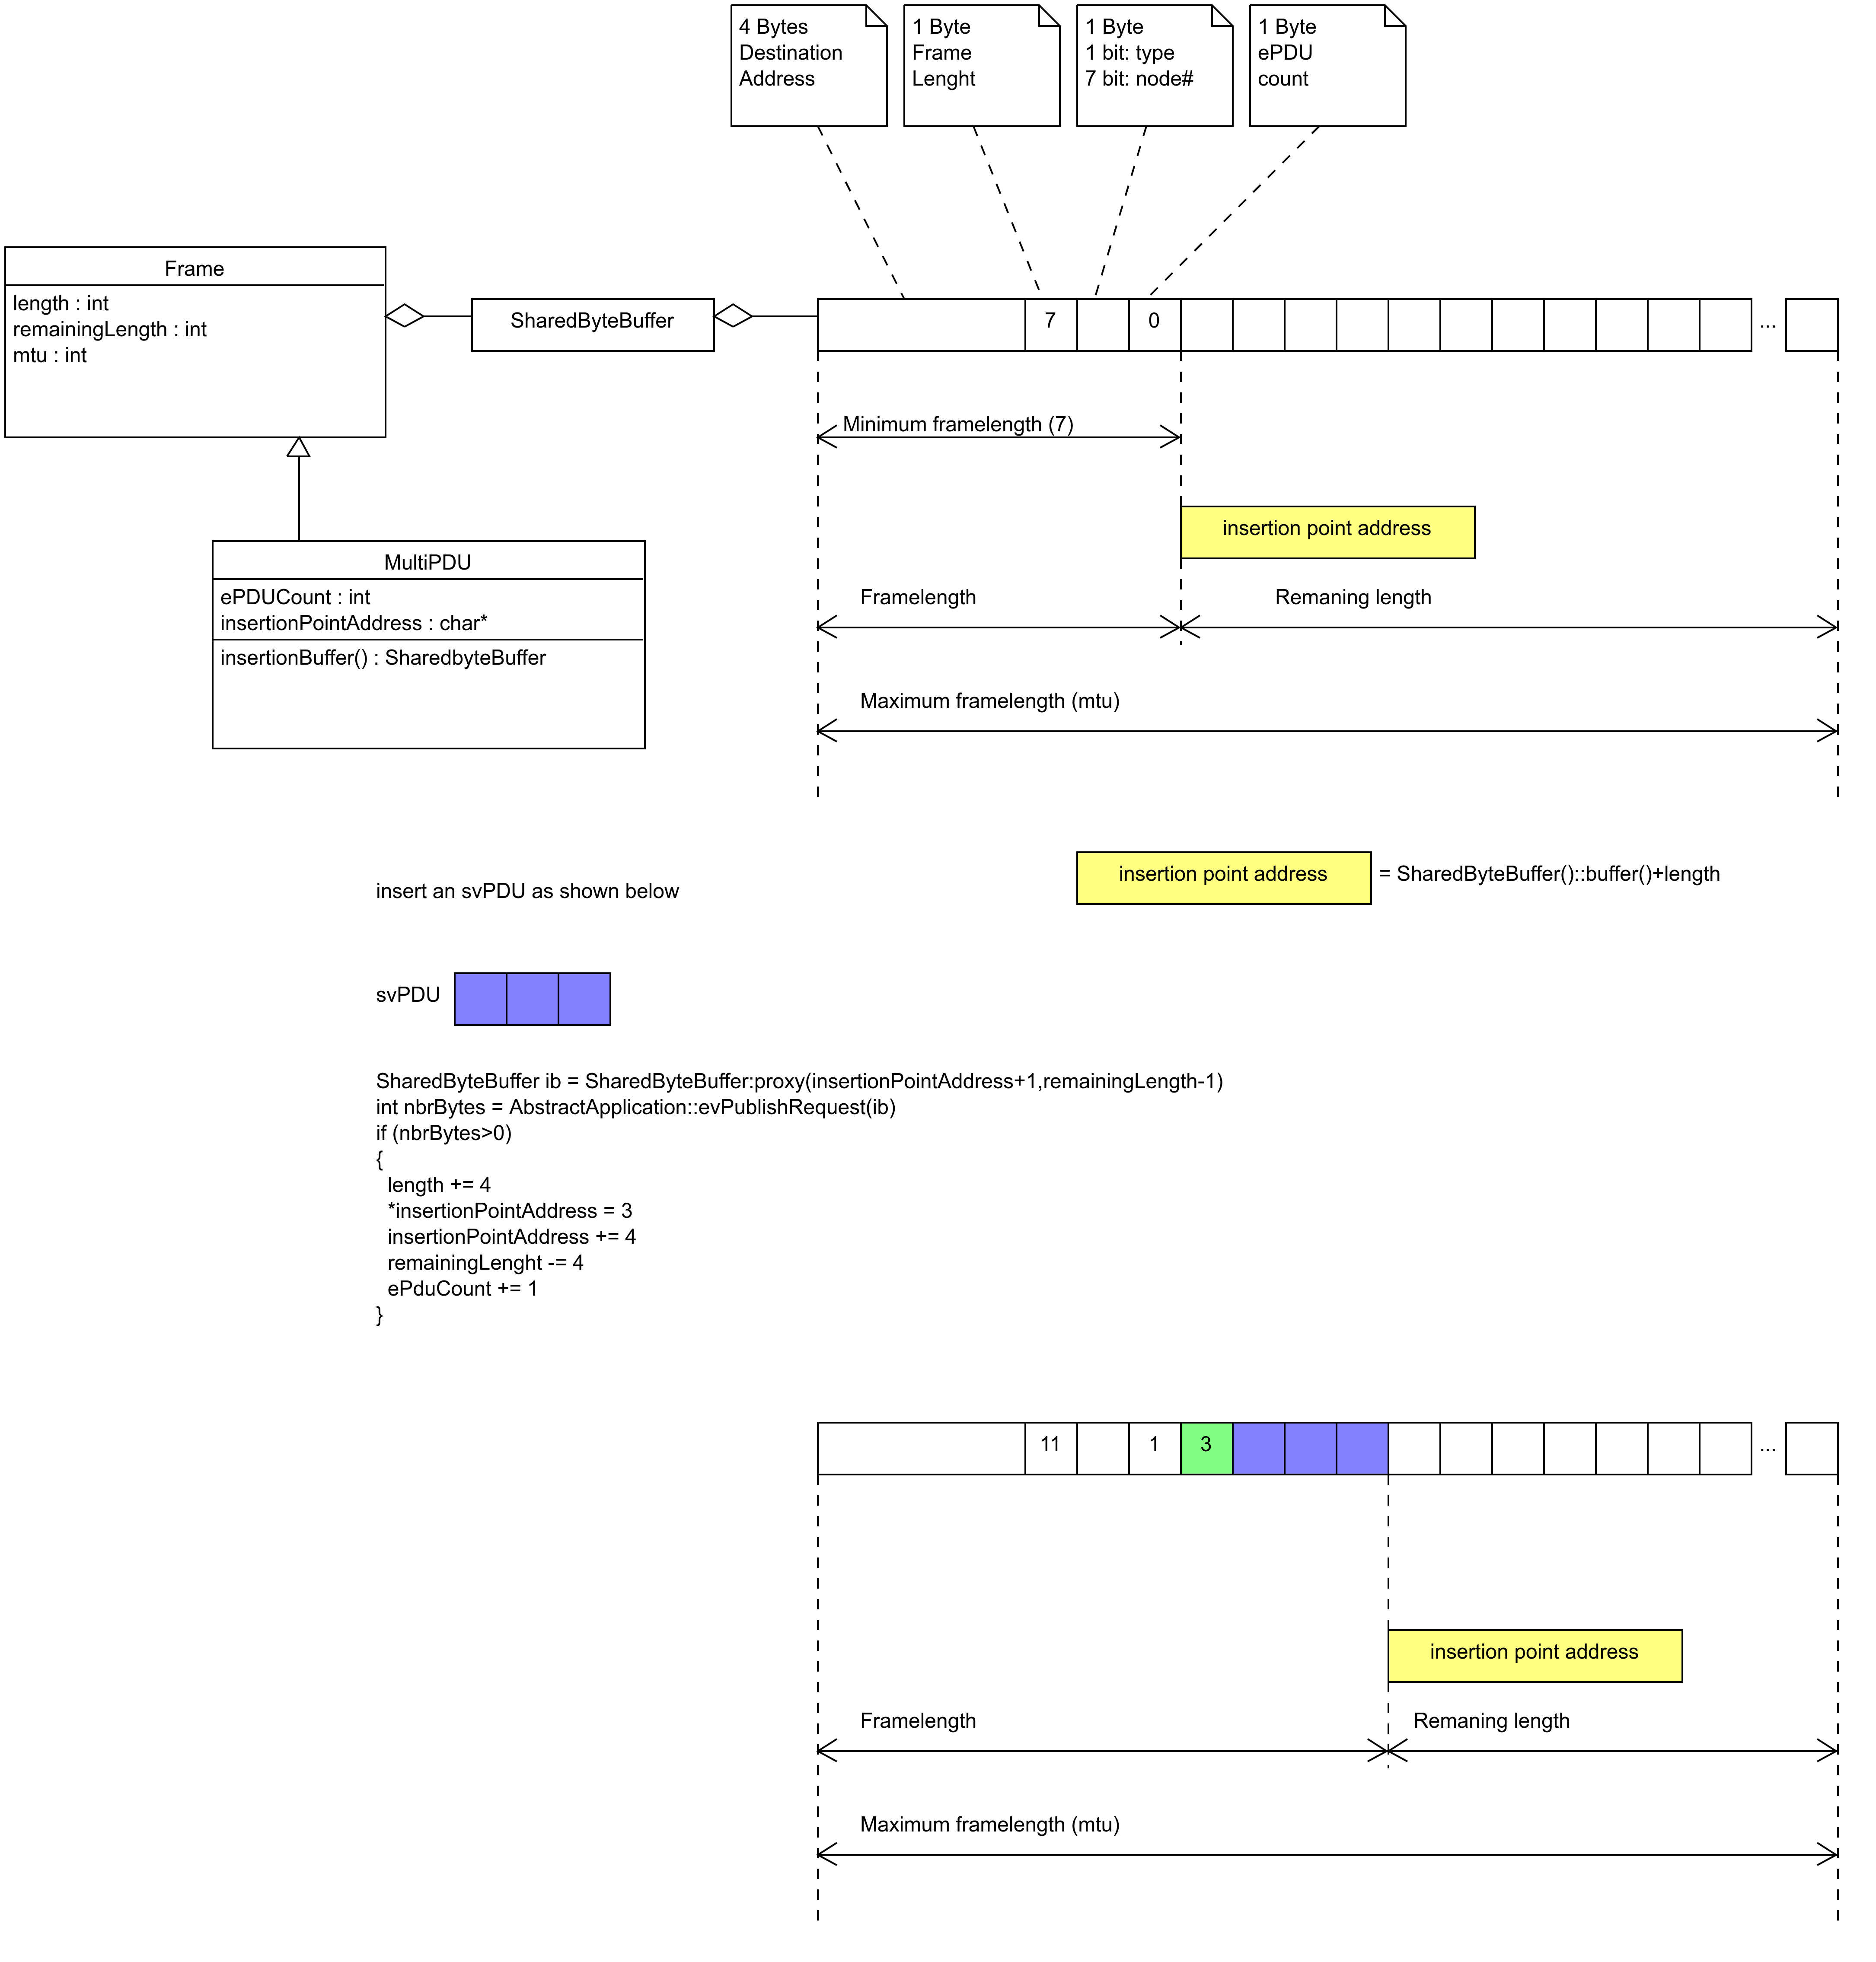 4 Bytes
Destination
Address
1 Byte
Frame
Lenght
1 Byte
1 bit: type
7 bit: node#
1 Byte
ePDU
count
Frame
length : int
remainingLength : int
mtu : int
SharedByteBuffer
7
0
...
Minimum framelength (7)
insertion point address
Framelength
Remaning length
MultiPDU
ePDUCount : int
insertionPointAddress : char*
insertionBuffer() : SharedbyteBuffer
Maximum framelength (mtu)
insertion point address
= SharedByteBuffer()::buffer()+length
insert an svPDU as shown below
svPDU
SharedByteBuffer ib = SharedByteBuffer:proxy(insertionPointAddress+1,remainingLength-1)
int nbrBytes = AbstractApplication::evPublishRequest(ib)
if (nbrBytes>0)
{
length += 4
*insertionPointAddress = 3
insertionPointAddress += 4
remainingLenght -= 4
ePduCount += 1
}
11
1
3
...
insertion point address
Framelength
Remaning length
Maximum framelength (mtu)